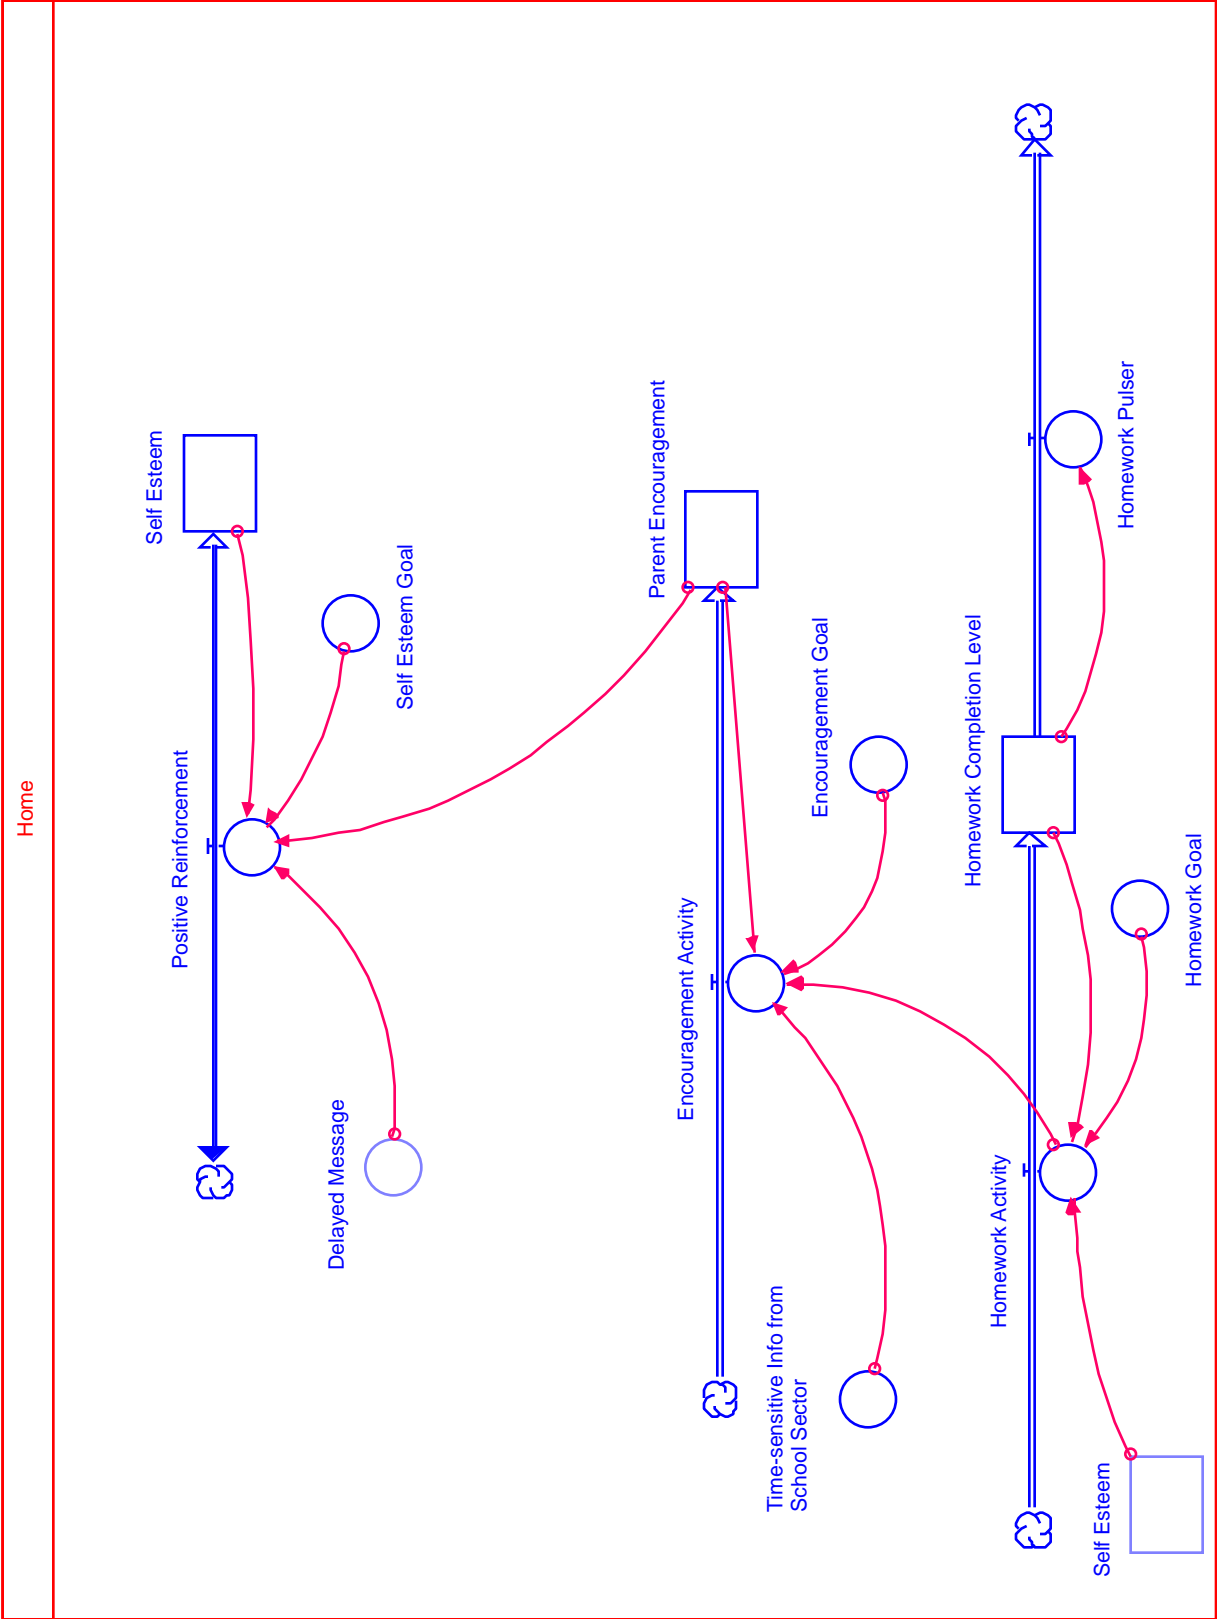 Home
Positive Reinforcement
Self Esteem
Delayed Message
Self Esteem Goal
Encouragement Activity
Parent Encouragement
Time-sensitive Info from
School Sector
Encouragement Goal
Homework Activity
Homework Completion Level
Self Esteem
Homework Pulser
Homework Goal